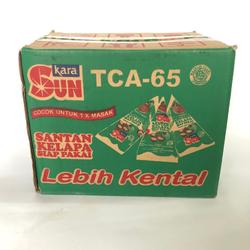 kara
SUN
TCA-65
COCOK UNTUK 1 X MASAK
SANTAN
KELAPA
SIAP PAKAI
Lebih Kental